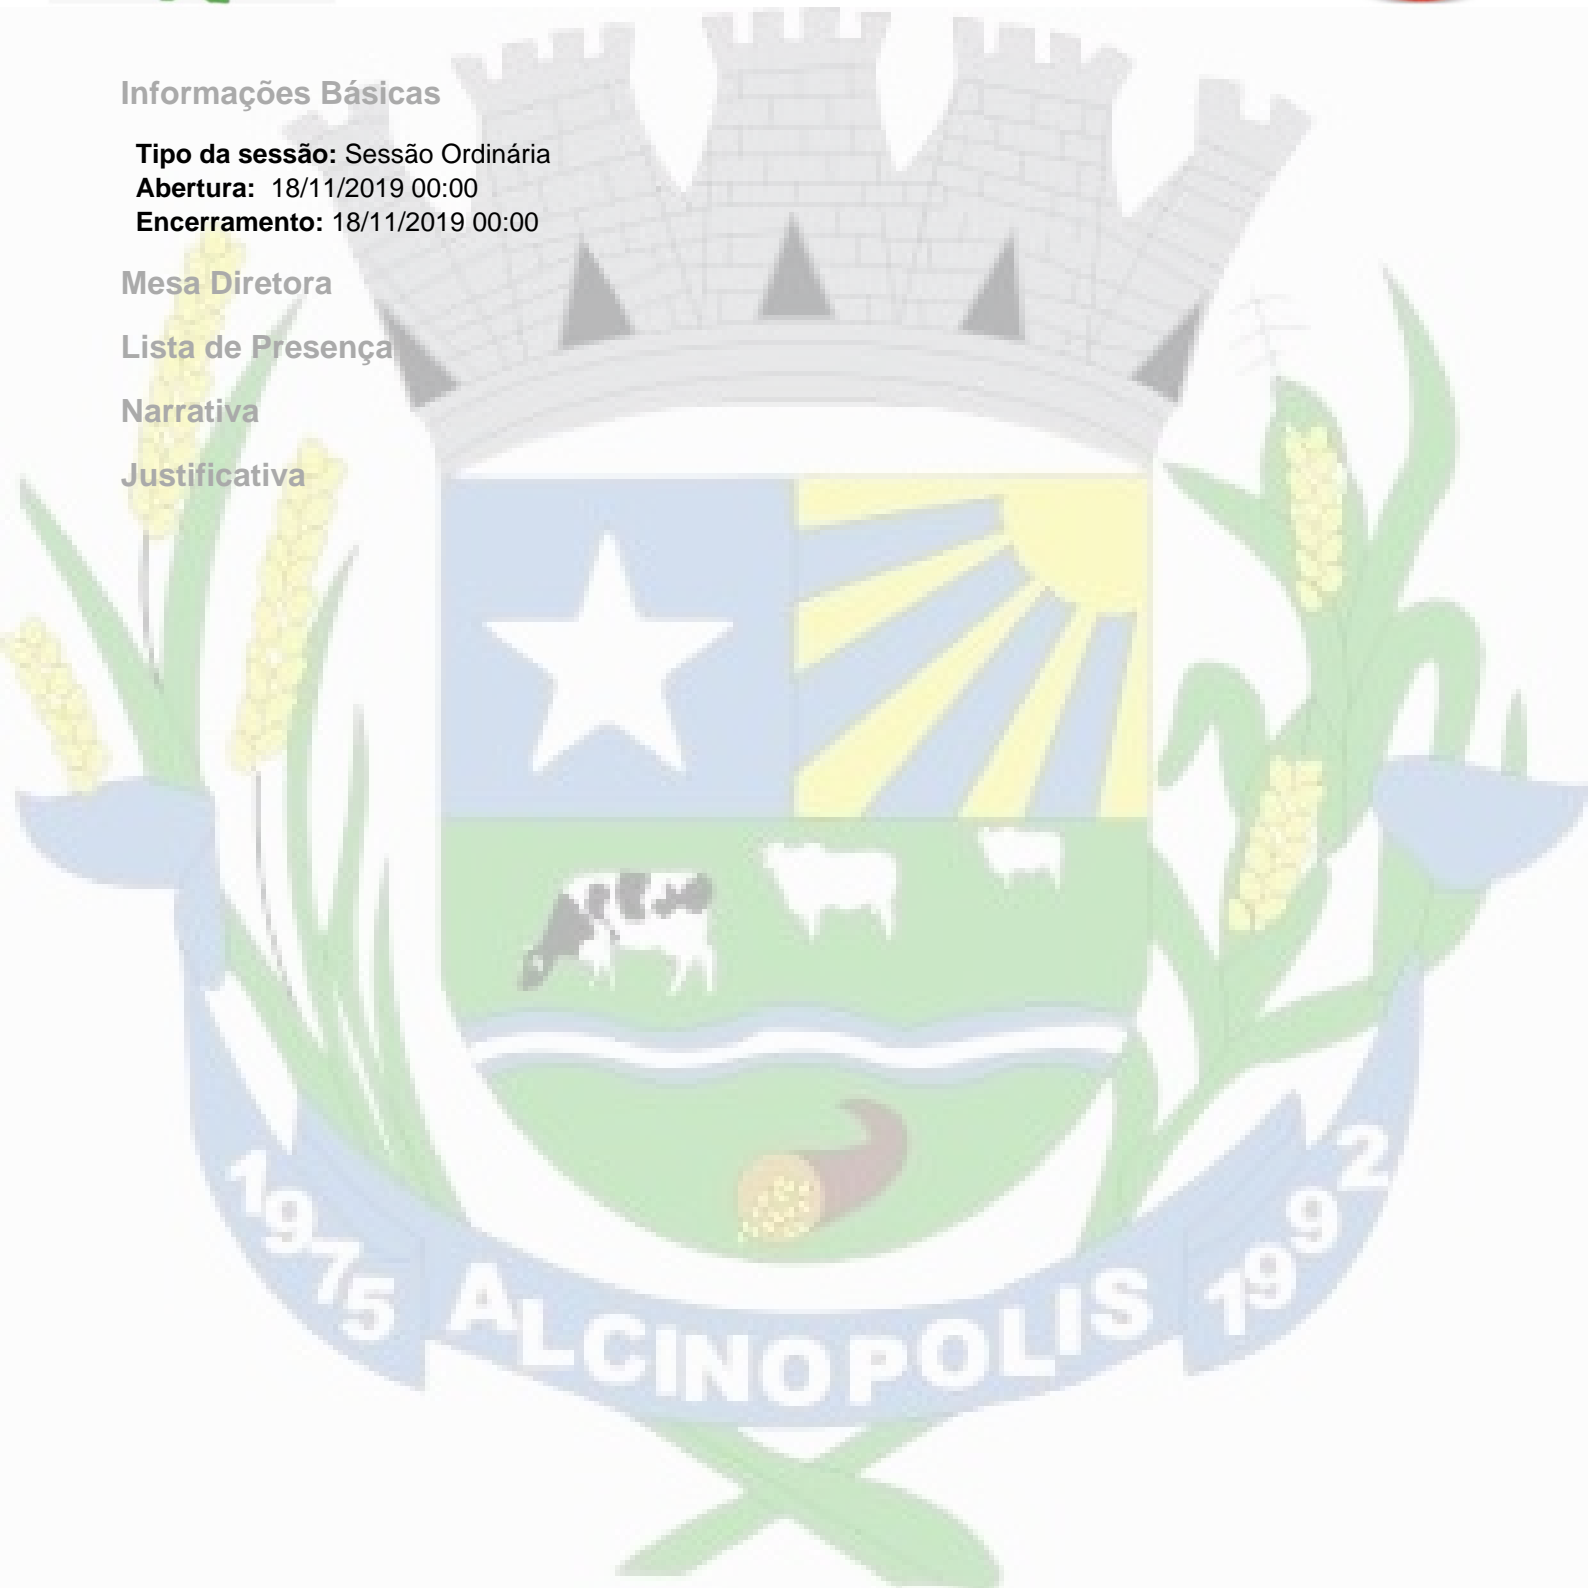 Informações Básicas
Tipo da sessão: Sessão Ordinária
Abertura: 18/11/2019 00:00
Encerramento: 18/11/2019 00:00
Mesa Diretora
Lista de Presença
Narrativa
Justificativa
1975 ALCINOPOLIS 1992